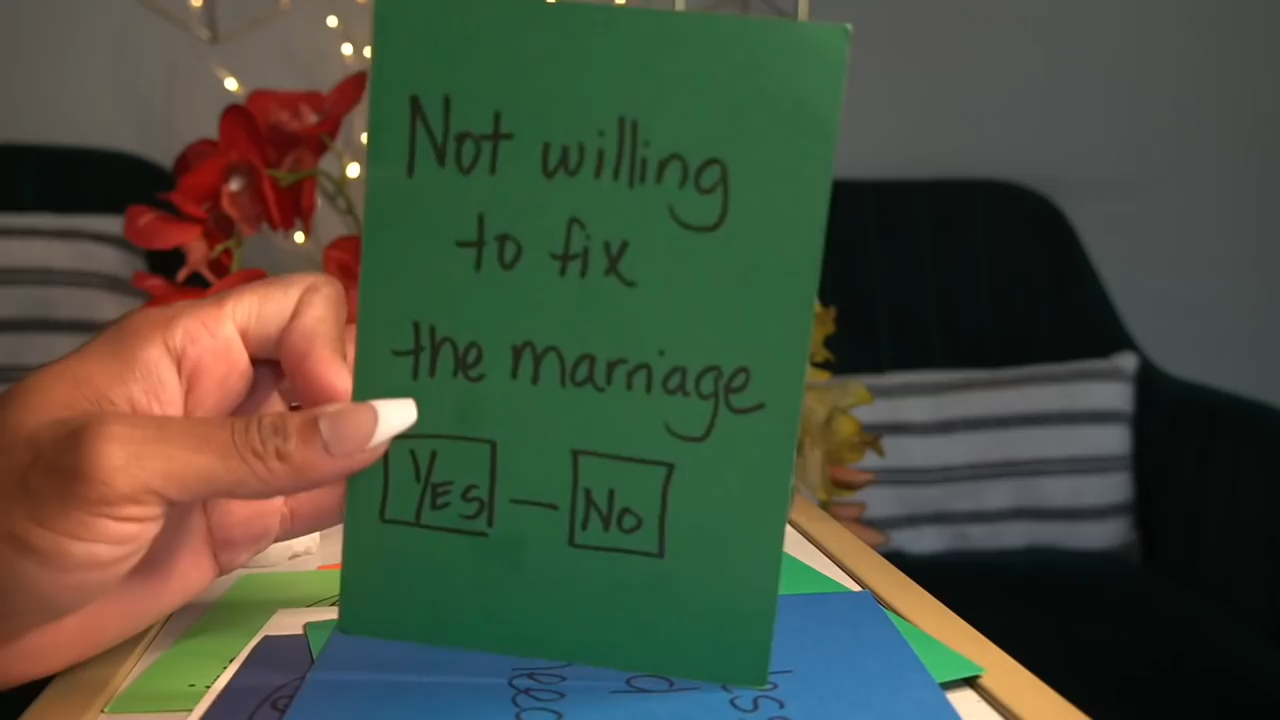 Not willing
to fix
the marriage
YES — No